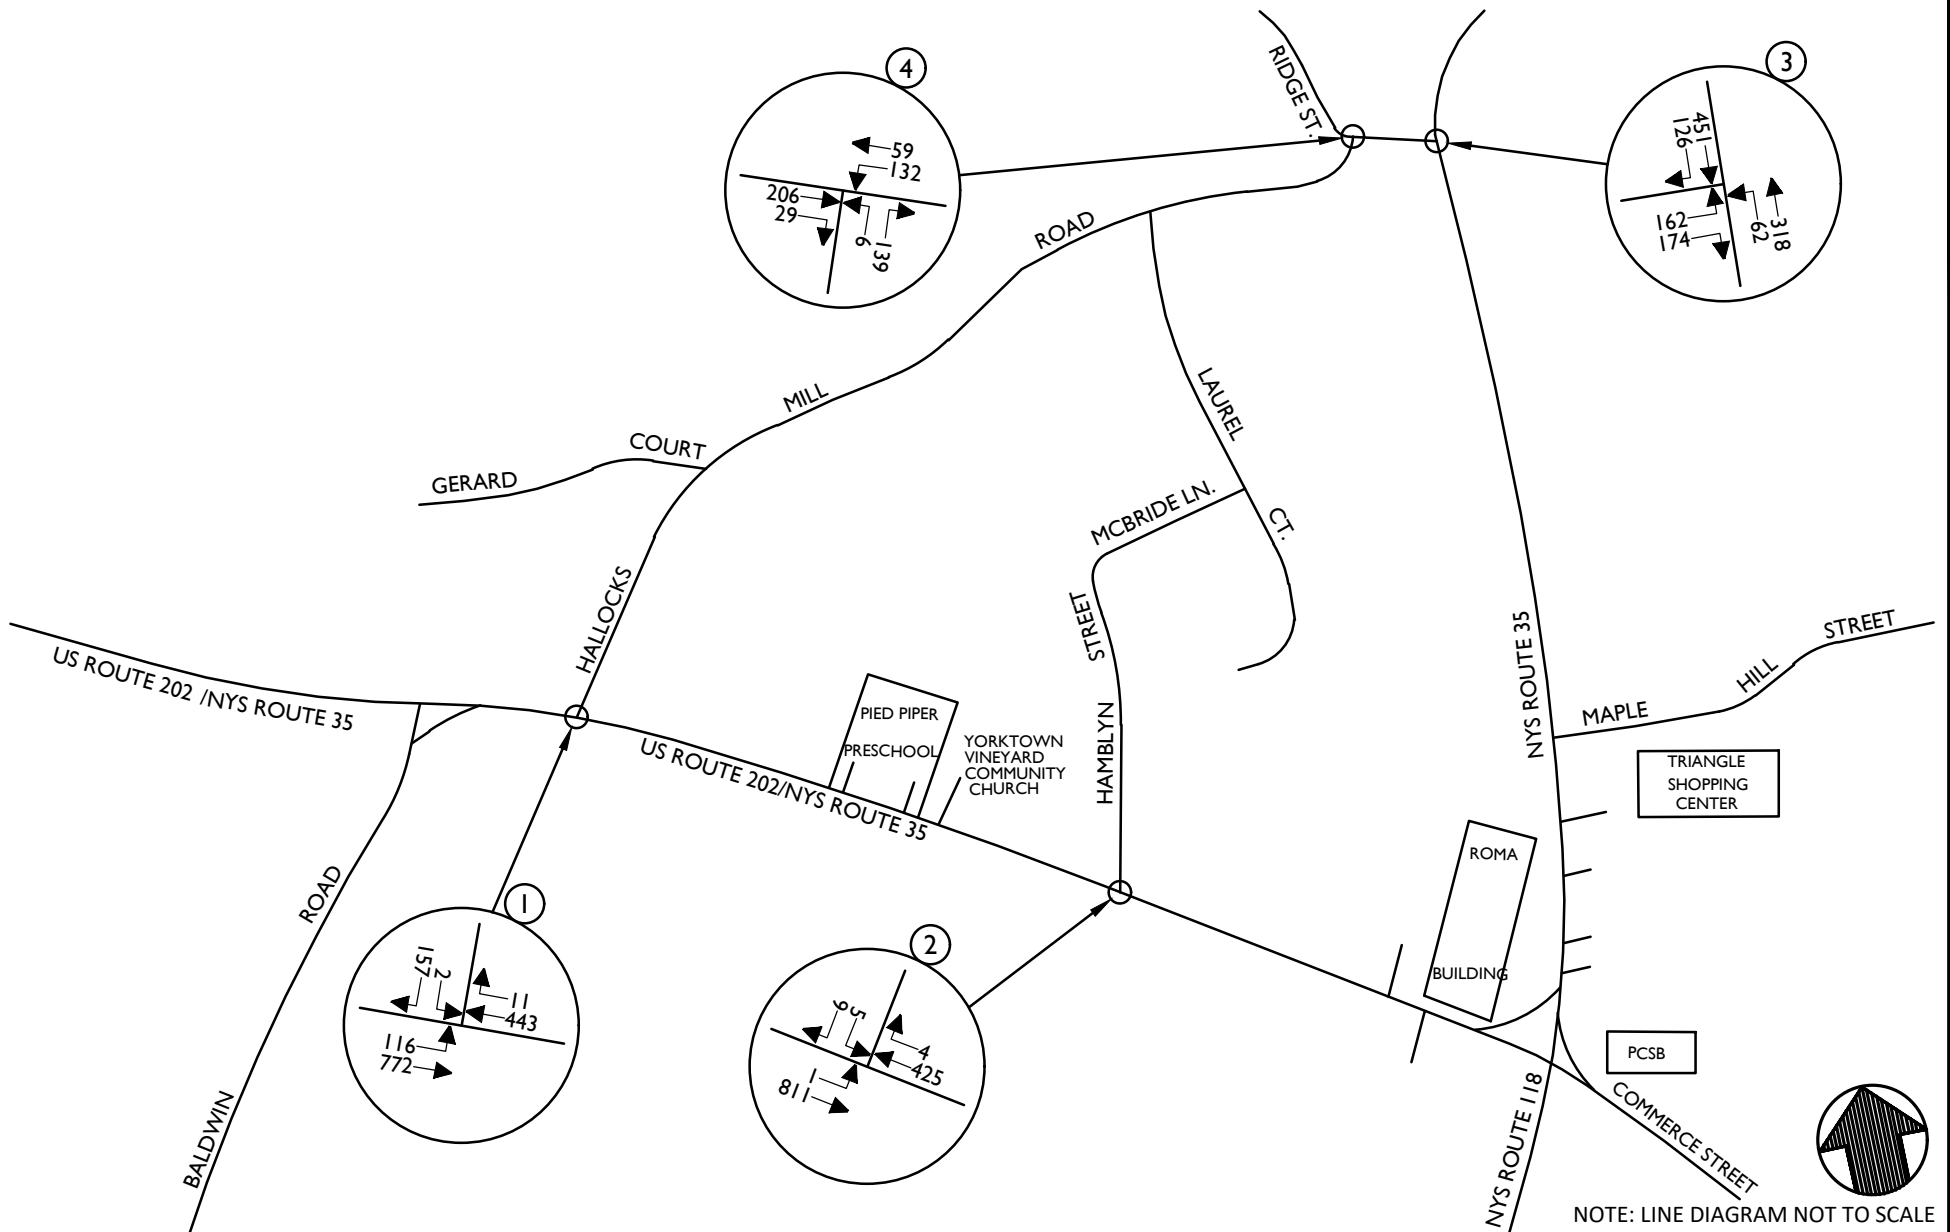 4
59
132
206
29
6
139
RIDGE ST.
3
451
126
162
174
62
318
ROAD
MILL
LAUREL
CT.
COURT
GERARD
MCBRIDE LN.
HALLOCKS
STREET
HAMBLYN
NYS ROUTE 35
STREET
HILL
MAPLE
US ROUTE 202 /NYS ROUTE 35
US ROUTE 202/NYS ROUTE 35
PIED PIPER
PRESCHOOL
YORKTOWN
VINEYARD
COMMUNITY
CHURCH
TRIANGLE
SHOPPING
CENTER
ROMA
BUILDING
ROAD
BALDWIN
1
157
2
11
443
116
772
2
9
5
4
425
1
811
PCSB
COMMERCE STREET
NYS ROUTE 118
NOTE: LINE DIAGRAM NOT TO SCALE